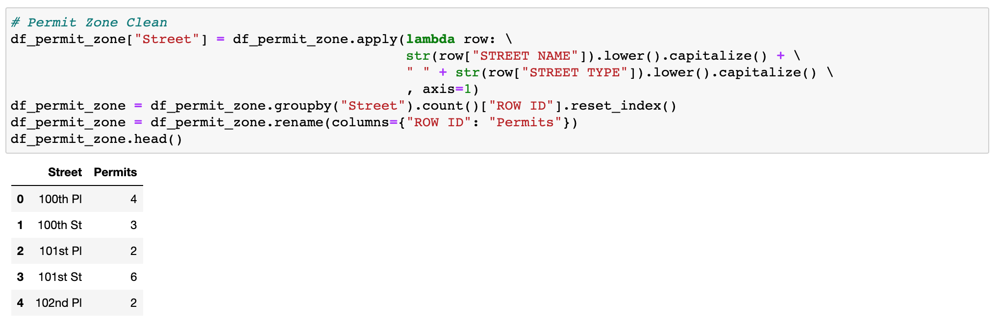 # Permit Zone Clean
df_permit_zone["Street"] = df_permit_zone.apply(lambda row: \
str(row["STREET NAME"]).lower().capitalize() + \
" " + str(row["STREET TYPE"]).lower().capitalize() \
, axis=1)
df_permit_zone = df_permit_zone.groupby("Street").count()["ROW ID"].reset_index()
df_permit_zone = df_permit_zone.rename(columns={"ROW ID": "Permits"})
df_permit_zone.head()
Street Permits
0 100th Pl 4
1 100th St 3
2 101st Pl 2
3 101st St 6
4 102nd Pl 2